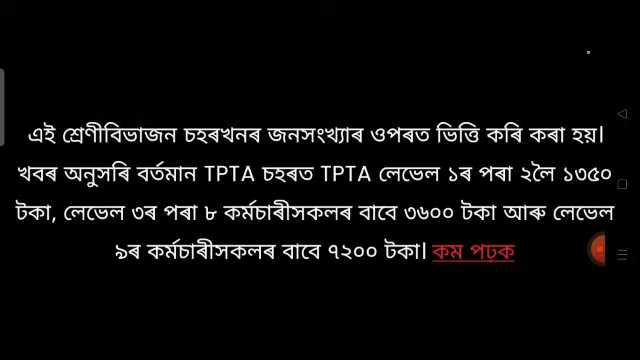 এই শ্ৰেণীবিভাজন চহৰখনৰ জনসংখ্যাৰ ওপৰত ভিত্তি কৰি কৰা হয়।
খবৰ অনুসৰি বৰ্তমান TPTA চহৰত TPTA লেভেল ১ৰ পৰা ২লৈ ১৩৫০
টকা, লেভেল ৩ৰ পৰা ৮ কৰ্মচাৰীসকলৰ বাবে ৩৬০০ টকা আৰু লেভেল
৯ৰ কৰ্মচাৰীসকলৰ বাবে ৭২০০ টকা। কম পঢ়ক